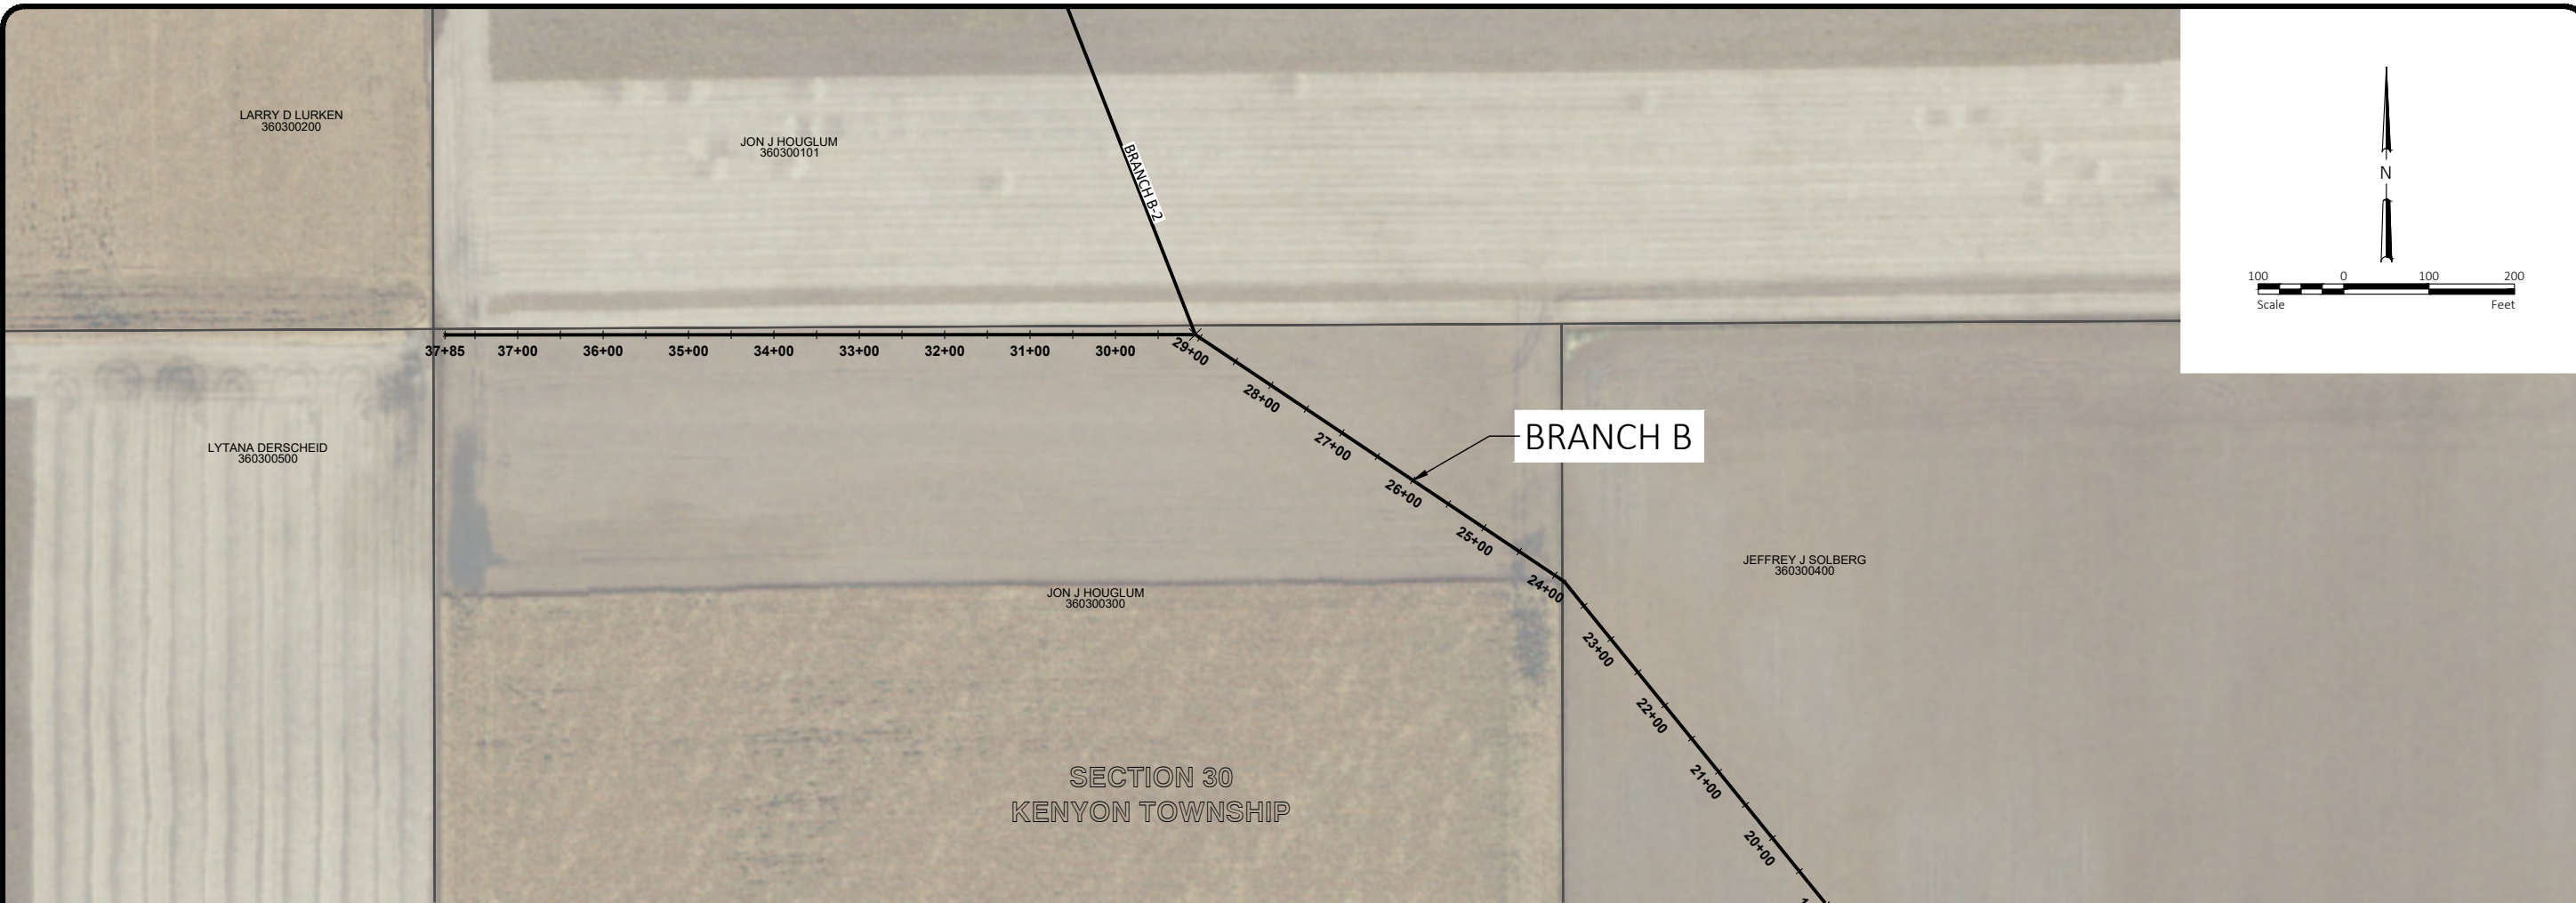 LARRY D LURKEN
360300200
JON J HOUGLUM
360300101
BRANCH B-2
N
100 0 100 200
Scale Feet
37+85 37+00 36+00 35+00 34+00 33+00 32+00 31+00 30+00 29+00
28+00
27+00
26+00
25+00
24+00
23+00
22+00
21+00
20+00
BRANCH B
LYTANA DERSCHEID
360300500
JEFFREY J SOLBERG
360300400
JON J HOUGLUM
360300300
SECTION 30
KENYON TOWNSHIP